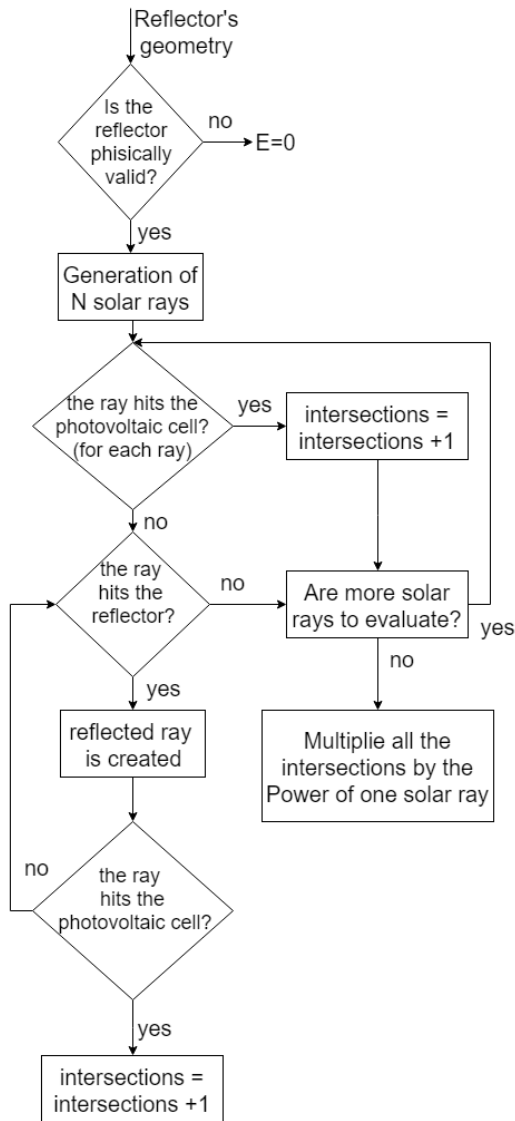 Reflector's
geometry
Is the
reflector
phisically
valid?
no
E=0
yes
Generation of
N solar rays
the ray hits the
photovoltaic cell?
(for each ray)
yes
intersections =
intersections +1
no
the ray
hits the
reflector?
no
Are more solar
rays to evaluate?
yes
no
yes
reflected ray
is created
Multiplie all the
intersections by the
Power of one solar ray
no
the ray
hits the
photovoltaic cell?
yes
intersections =
intersections +1